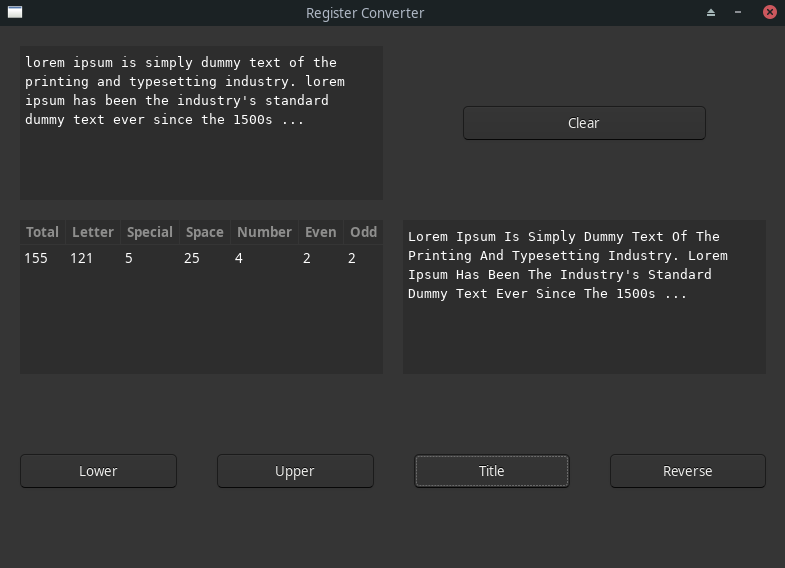 Register Converter
lorem ipsum is simply dummy text of the
printing and typesetting industry. lorem
ipsum has been the industry's standard
dummy text ever since the 1500s ...
Clear
Total Letter Special Space Number Even Odd
155 121 5 25 4 2 2
Lorem Ipsum Is Simply Dummy Text Of The
Printing And Typesetting Industry. Lorem
Ipsum Has Been The Industry's Standard
Dummy Text Ever Since The 1500s ...
Lower Upper Title Reverse